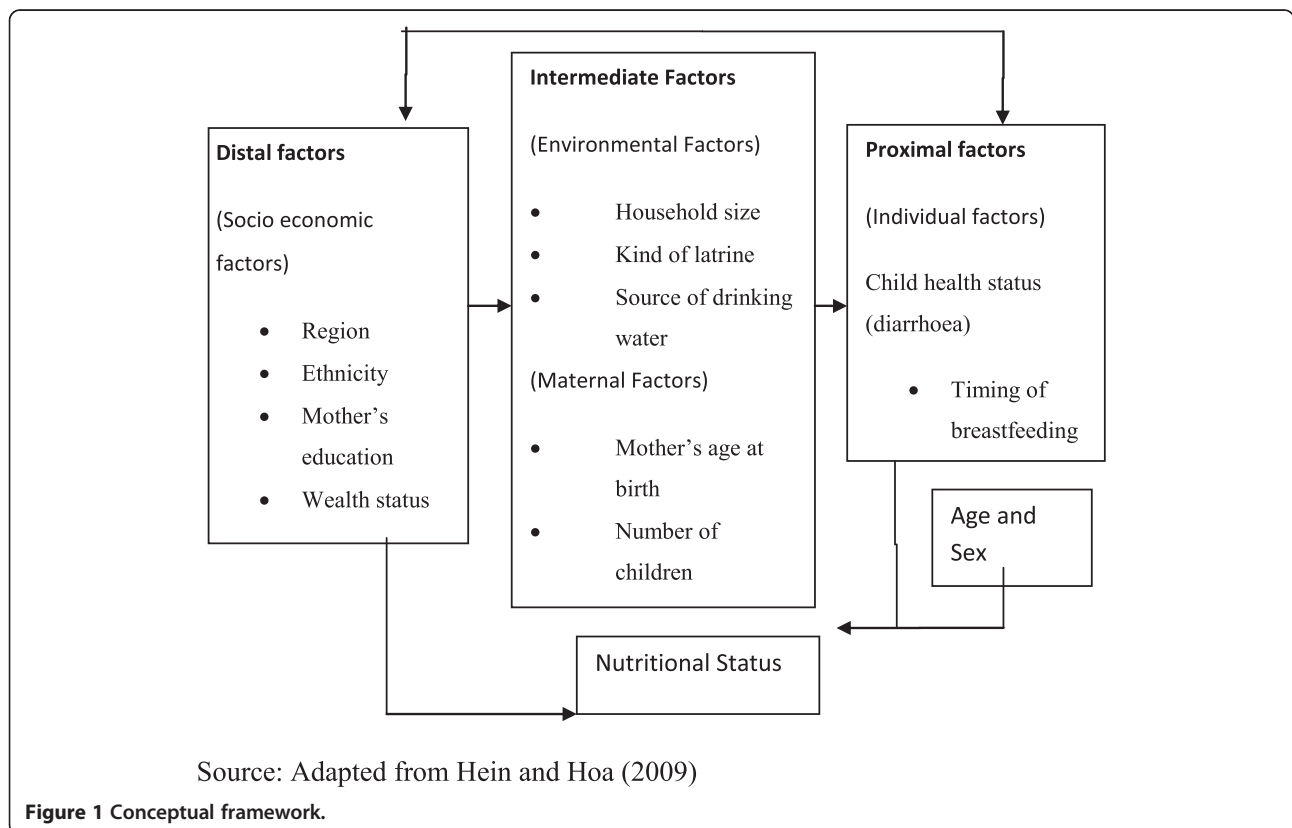 Distal factors
(Socio economic
factors)
• Region
• Ethnicity
• Mother’s
education
• Wealth status
Intermediate Factors
(Environmental Factors)
• Household size
• Kind of latrine
• Source of drinking
water
(Maternal Factors)
• Mother’s age at
birth
• Number of
children
Proximal factors
(Individual factors)
Child health status
(diarrhoea)
• Timing of
breastfeeding
Age and
Sex
Nutritional Status
Source: Adapted from Hein and Hoa (2009)
Figure 1 Conceptual framework.